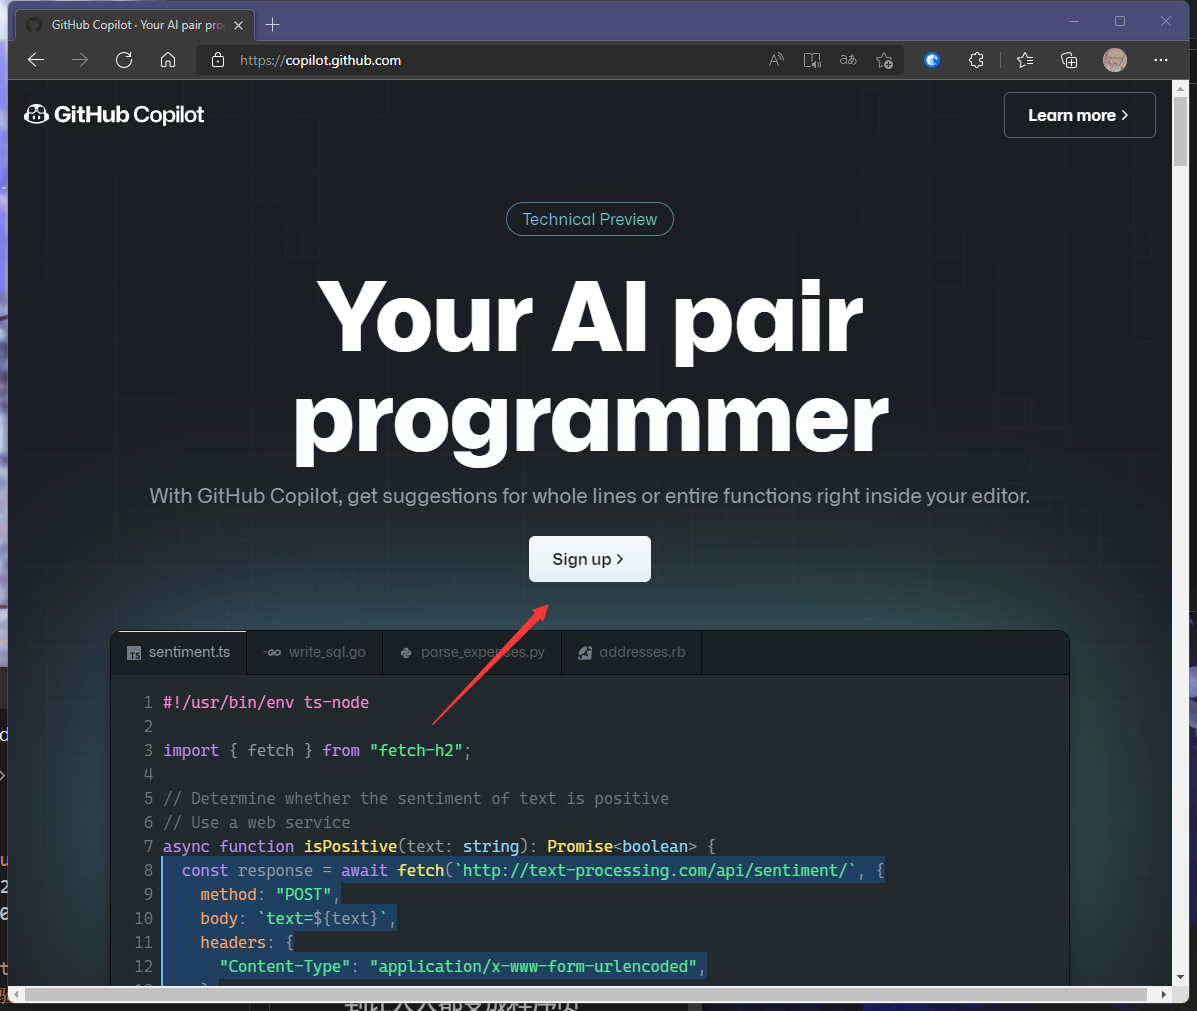 GitHub Copilot · Your AI pair pro
https://copilot.github.com
GitHub Copilot
Learn more
Technical Preview
Your AI pair
programmer
With GitHub Copilot, get suggestions for whole lines or entire functions right inside your editor.
Sign up
TS sentiment.ts
GO write_sql.go
parse_expenses.py
addresses.rb
1 #!/usr/bin/env ts-node
2
3 import { fetch } from "fetch-h2";
4
5 // Determine whether the sentiment of text is positive
6 // Use a web service
7 async function isPositive(text: string): Promise<boolean> {
8 const response = await fetch(`http://text-processing.com/api/sentiment/`, {
9 method: "POST",
10 body: `text=${text}`,
11 headers: {
12 "Content-Type": "application/x-www-form-urlencoded",